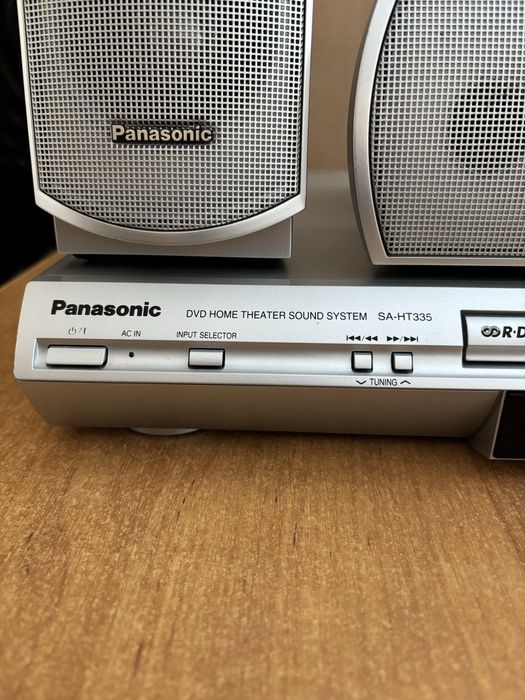 Panasonic
Panasonic DVD HOME THEATER SOUND SYSTEM SA-HT335
⏻/I AC IN INPUT SELECTOR ⏮/◀◀ ▶▶/⏭
TUNING
R·D